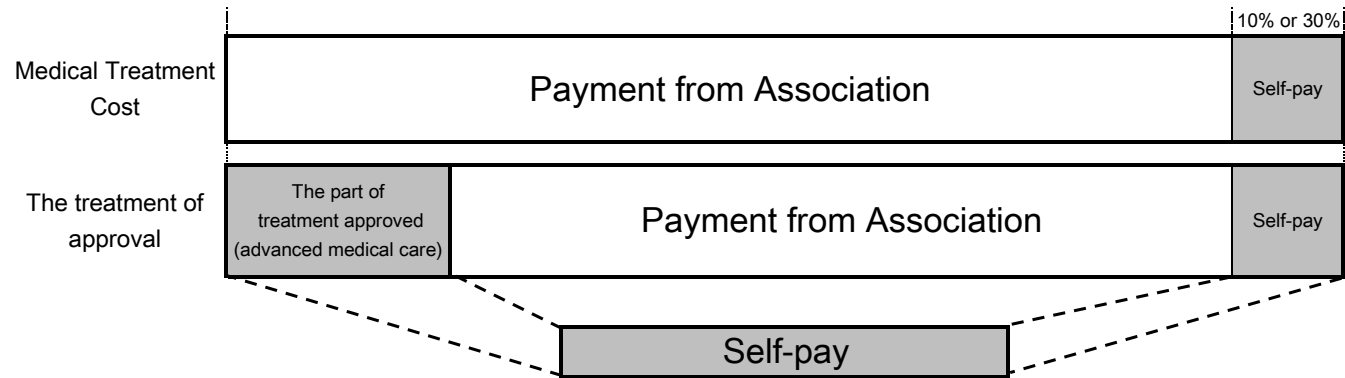 10% or 30%
Medical Treatment
Cost
Payment from Association
Self-pay
The treatment of
approval
The part of
treatment approved
(advanced medical care)
Payment from Association
Self-pay
Self-pay